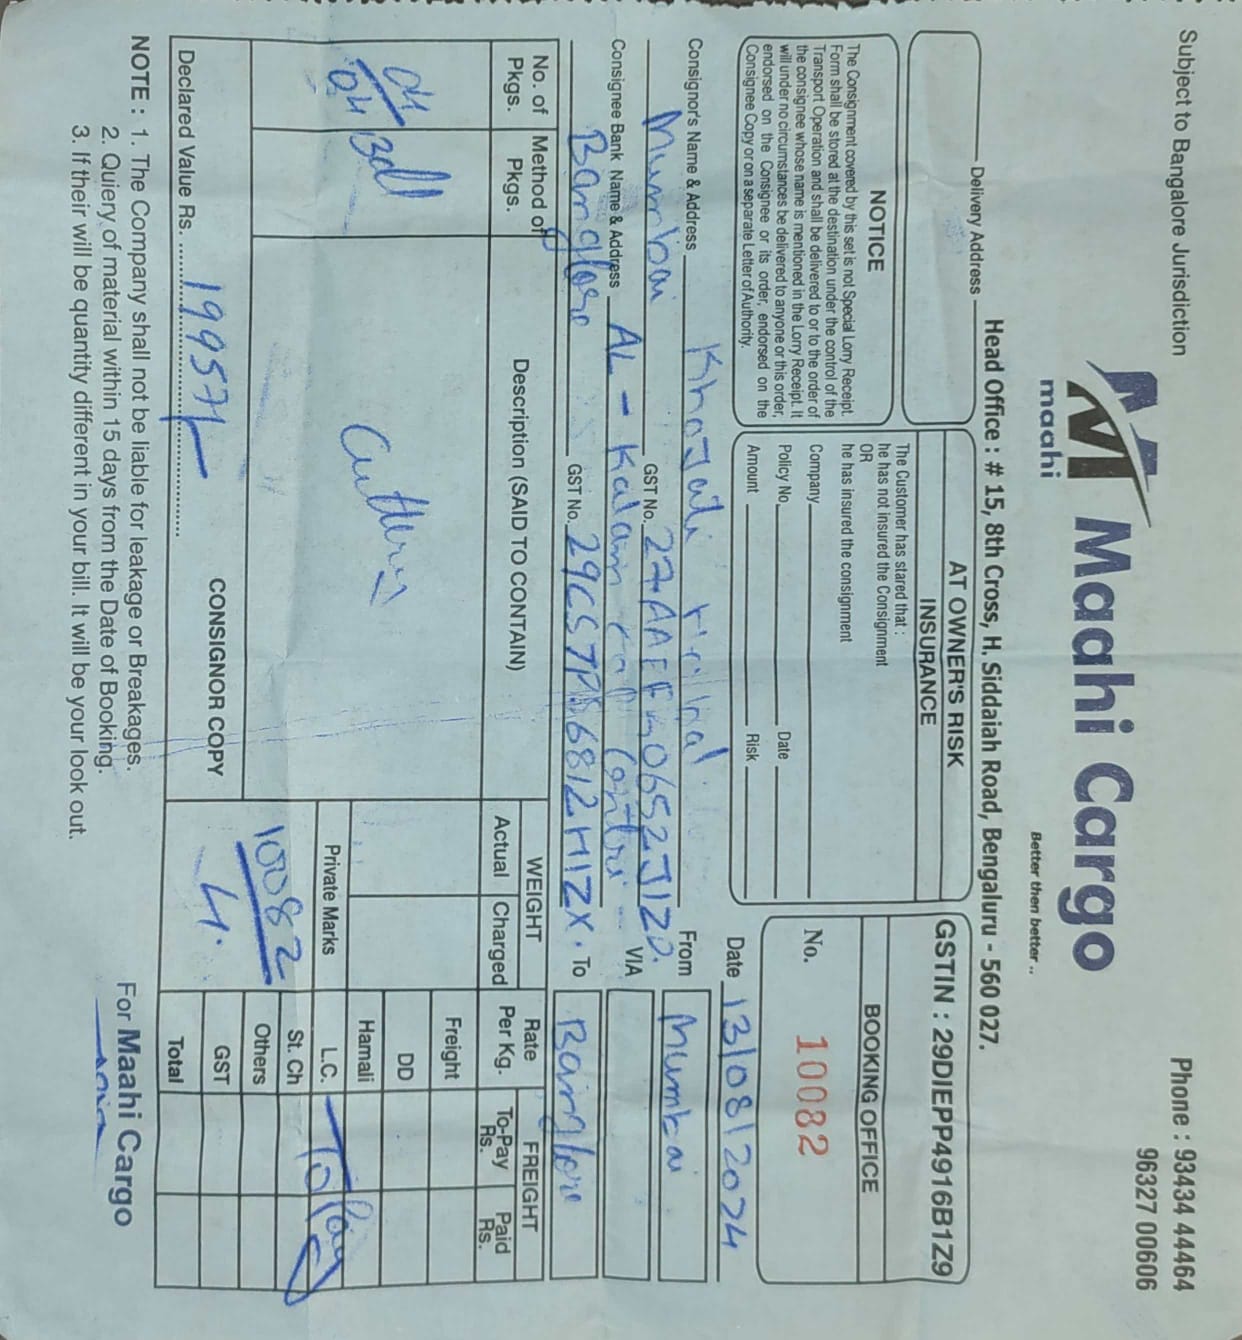 Subject to Bangalore Jurisdiction
Phone : 93434 44464
96327 00606
maahi
Maahi Cargo
Better then better..
Head Office : # 15, 8th Cross, H. Siddaiah Road, Bengaluru - 560 027.
Delivery Address
AT OWNER'S RISK
INSURANCE
The Customer has stared that :
he has not insured the Consignment
OR
he has insured the consignment
Company
Policy No. Date
Amount Risk
GSTIN : 29DIEPP4916B1Z9
BOOKING OFFICE
No. 10082
NOTICE
The Consignment covered by this set is not Special Lorry Receipt.
Form shall be stored at the destination under the control of the
Transport Operation and shall be delivered to or to the order of
the consignee whose name is mentioned in the Lorry Receipt. It
will under no circumstances be delivered to anyone or this order,
endorsed on the Consignee or its order, endorsed on the
Consignee Copy or on a separate Letter of Authority.
Date 13/08/2024
Consignor's Name & Address
From Mumbai
Mumbai GST No.
Consignee Bank Name & Address AL - Kalam
VIA
Banglore GST No. To Banglore
No. of Pkgs.
Method of Pkgs.
Description (SAID TO CONTAIN)
WEIGHT
Actual Charged
Rate Per Kg.
FREIGHT
To-Pay Rs. Paid Rs.
04
04
Freight
DD
Hamali
Private Marks
L.C.
St. Ch
ToPay
10082
4.
Others
GST
Total
Declared Value Rs. 199571/-
CONSIGNOR COPY
NOTE : 1. The Company shall not be liable for leakage or Breakages.
2. Quiery of material within 15 days from the Date of Booking.
3. If their will be quantity different in your bill. It will be your look out.
For Maahi Cargo